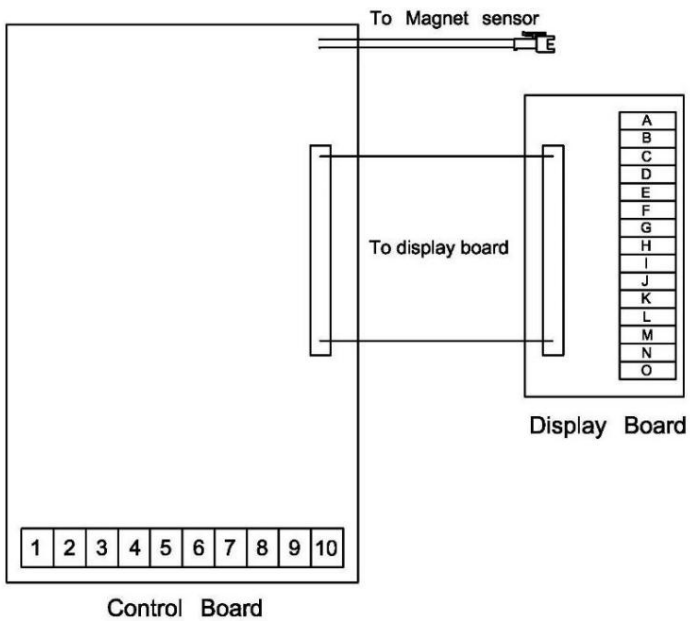 To Magnet sensor
A
B
C
D
E
F
G
H
I
J
K
L
M
N
O
To display board
Display Board
1 2 3 4 5 6 7 8 9 10
Control Board